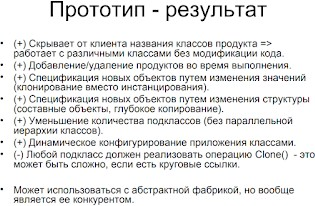 Прототип - результат
• (+) Скрывает от клиента названия классов продукта =>
работает с различными классами без модификации кода.
• (+) Добавление/удаление продуктов во время выполнения.
• (+) Спецификация новых объектов путем изменения значений
(клонирование вместо инстанцирования).
• (+) Спецификация новых объектов путем изменения структуры
(составные объекты, глубокое копирование).
• (+) Уменьшение количества подклассов (без параллельной
иерархии классов).
• (+) Динамическое конфигурирование приложения классами.
• (-) Любой подкласс должен реализовать операцию Clone() - это
может быть сложно, если есть круговые ссылки.
• Может использоваться с абстрактной фабрикой, но вообще
является ее конкурентом.